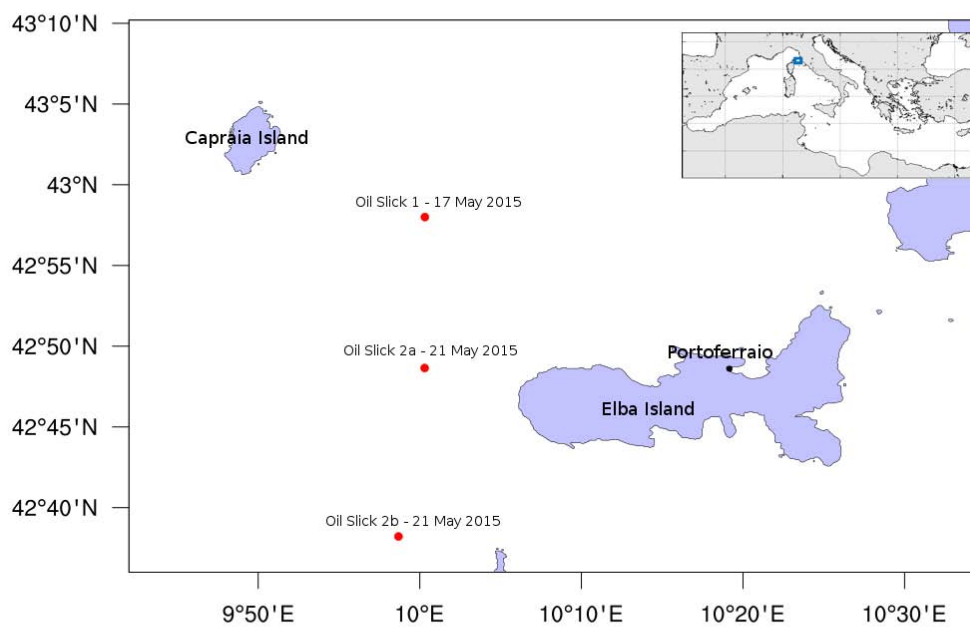 43°10'N
43°5'N
Capraia Island
43°N
Oil Slick 1 - 17 May 2015
42°55'N
42°50'N
Oil Slick 2a - 21 May 2015
Portoferraio
Elba Island
42°45'N
42°40'N
Oil Slick 2b - 21 May 2015
9°50'E
10°E
10°10'E
10°20'E
10°30'E